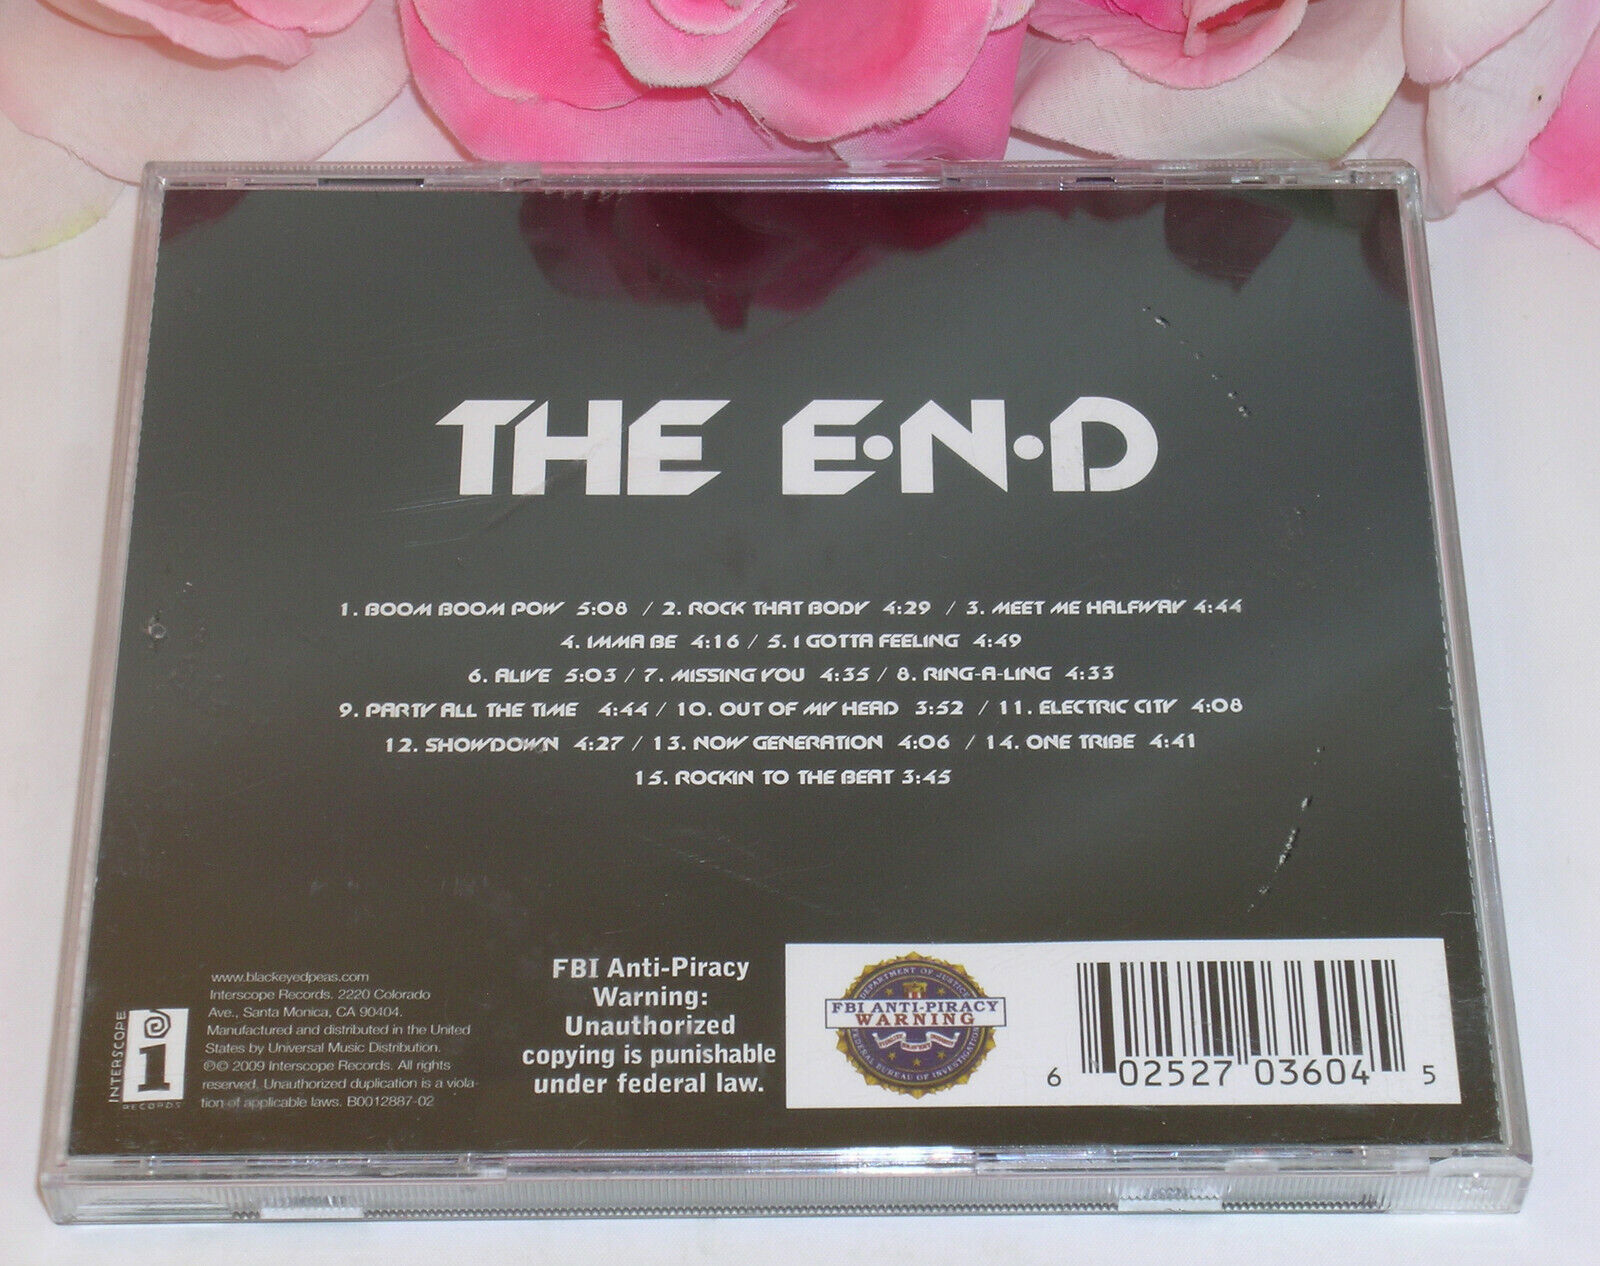 THE E·N·D
1. BOOM BOOM POW 5:08 / 2. ROCK THAT BODY 4:29 / 3. MEET ME HALFWAY 4:44
4. IMMA BE 4:16 / 5. I GOTTA FEELING 4:49
6. ALIVE 5:03 / 7. MISSING YOU 4:35 / 8. RING-A-LING 4:33
9. PARTY ALL THE TIME 4:44 / 10. OUT OF MY HEAD 3:52 / 11. ELECTRIC CITY 4:08
12. SHOWDOWN 4:27 / 13. NOW GENERATION 4:06 / 14. ONE TRIBE 4:41
15. ROCKIN TO THE BEAT 3:45
INTERSCOPE
i
RECORDS
www.blackeyedpeas.com
Interscope Records. 2220 Colorado
Ave., Santa Monica, CA 90404.
Manufactured and distributed in the United
States by Universal Music Distribution.
℗© 2009 Interscope Records. All rights
reserved. Unauthorized duplication is a viola-
tion of applicable laws. B0012887-02
FBI Anti-Piracy
Warning:
Unauthorized
copying is punishable
under federal law.
DEPARTMENT OF JUSTICE
FBI ANTI-PIRACY
WARNING
FEDERAL BUREAU OF INVESTIGATION
6 02527 03604 5